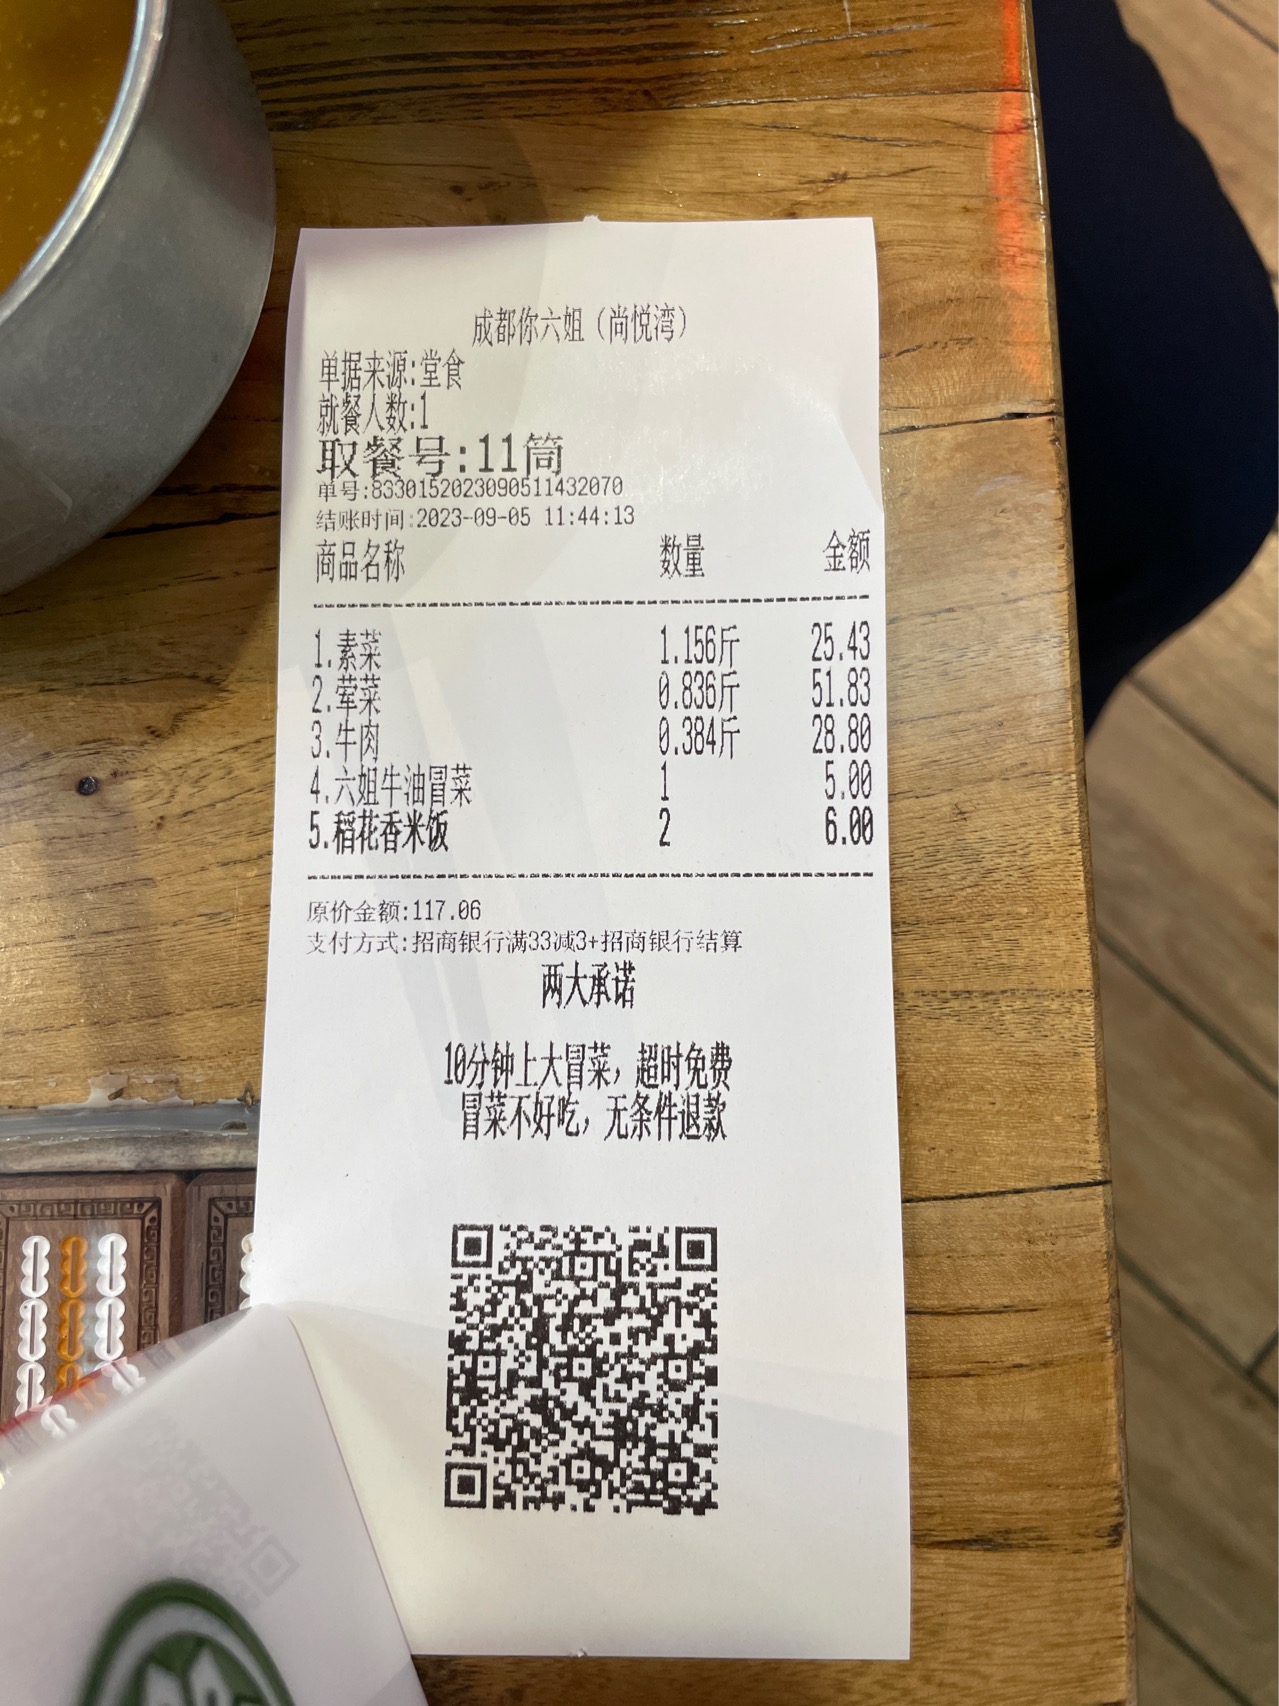 成都你六姐（尚悦湾）
单据来源:堂食
就餐人数:1
取餐号:11筒
单号:8330152023090511432070
结账时间:2023-09-05 11:44:13
商品名称 数量 金额
1.素菜 1.156斤 25.43
2.荤菜 0.836斤 51.83
3.牛肉 0.384斤 28.80
4.六姐牛油冒菜 1 5.00
5.稻花香米饭 2 6.00
原价金额:117.06
支付方式:招商银行满33减3+招商银行结算
两大承诺
10分钟上大冒菜，超时免费
冒菜不好吃，无条件退款